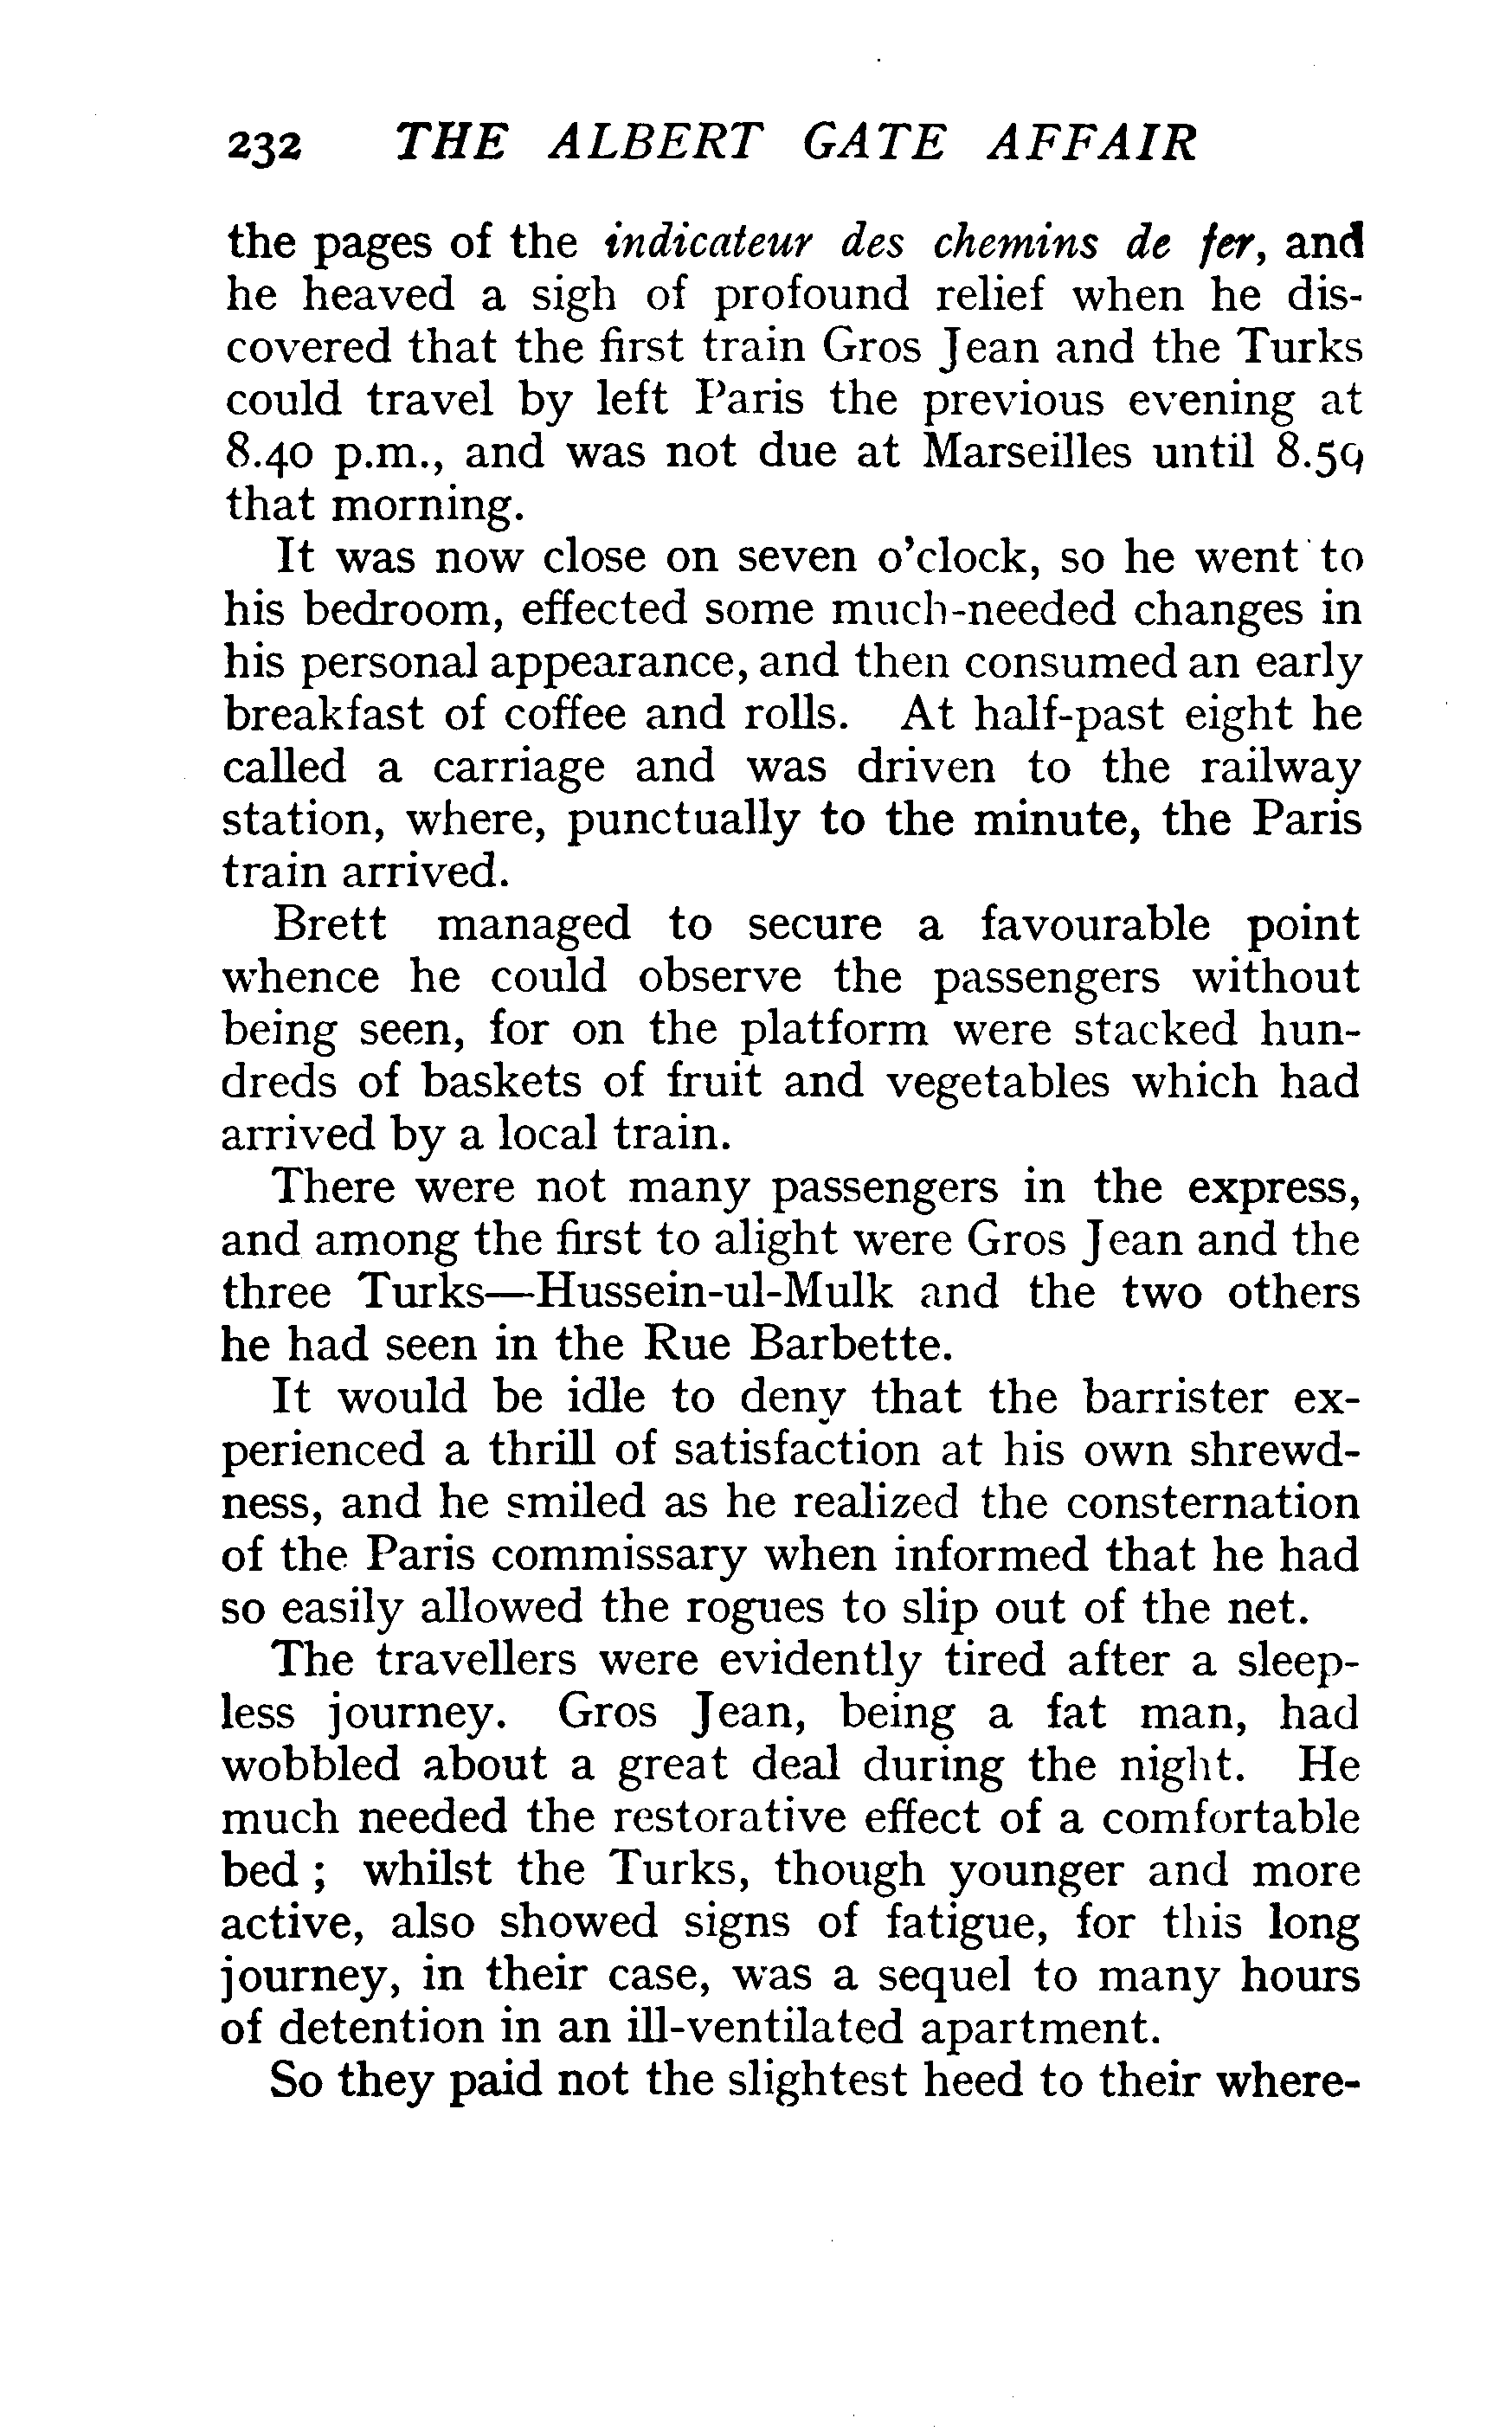 232 THE ALBERT GATE AFFAIR
the pages of the indicateur des chemins de fer, and
he heaved a sigh of profound relief when he dis-
covered that the first train Gros Jean and the Turks
could travel by left Paris the previous evening at
8.40 p.m., and was not due at Marseilles until 8.59
that morning.
It was now close on seven o'clock, so he went to
his bedroom, effected some much-needed changes in
his personal appearance, and then consumed an early
breakfast of coffee and rolls. At half-past eight he
called a carriage and was driven to the railway
station, where, punctually to the minute, the Paris
train arrived.
Brett managed to secure a favourable point
whence he could observe the passengers without
being seen, for on the platform were stacked hun-
dreds of baskets of fruit and vegetables which had
arrived by a local train.
There were not many passengers in the express,
and among the first to alight were Gros Jean and the
three Turks—Hussein-ul-Mulk and the two others
he had seen in the Rue Barbette.
It would be idle to deny that the barrister ex-
perienced a thrill of satisfaction at his own shrewd-
ness, and he smiled as he realized the consternation
of the Paris commissary when informed that he had
so easily allowed the rogues to slip out of the net.
The travellers were evidently tired after a sleep-
less journey. Gros Jean, being a fat man, had
wobbled about a great deal during the night. He
much needed the restorative effect of a comfortable
bed ; whilst the Turks, though younger and more
active, also showed signs of fatigue, for this long
journey, in their case, was a sequel to many hours
of detention in an ill-ventilated apartment.
So they paid not the slightest heed to their where-